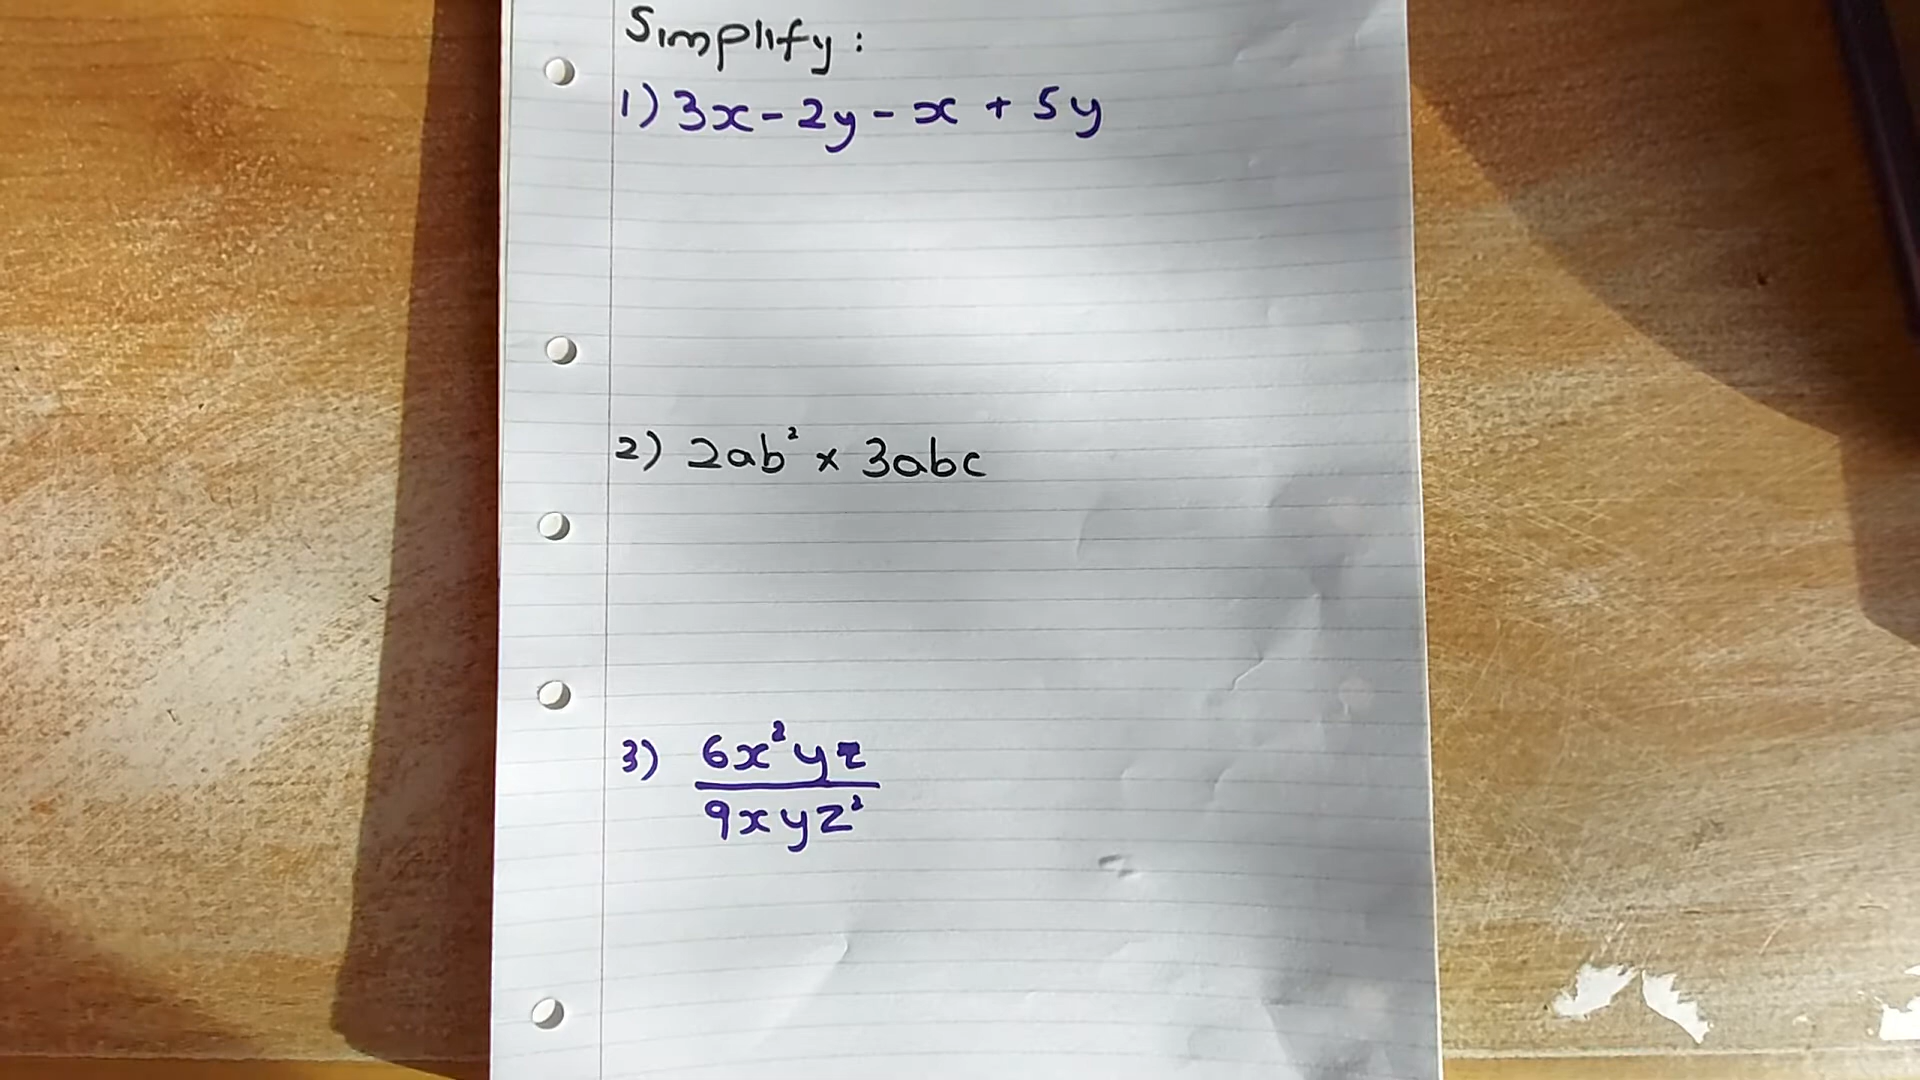 Simplify:
1) 3x - 2y - x + 5y
2) 2ab² × 3abc
3) 6x²yz
9xyz²